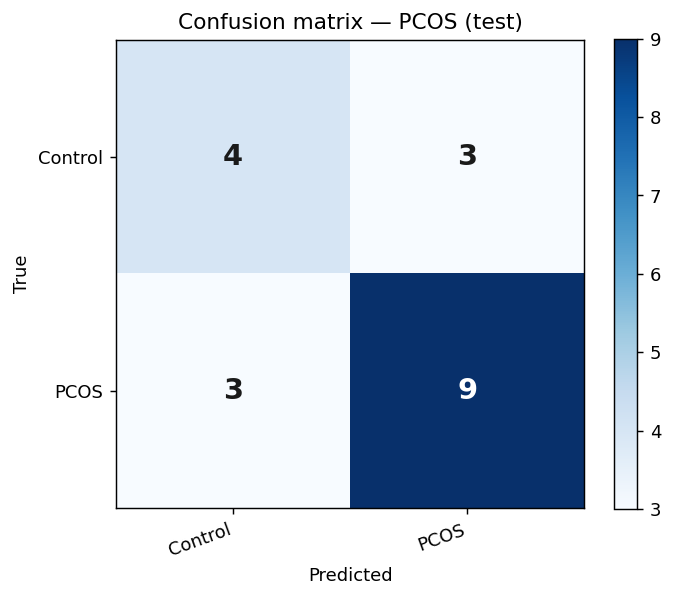 Confusion matrix — PCOS (test)
9
8
7
6
5
4
3
True
Control
4
3
PCOS
3
9
Control
PCOS
Predicted